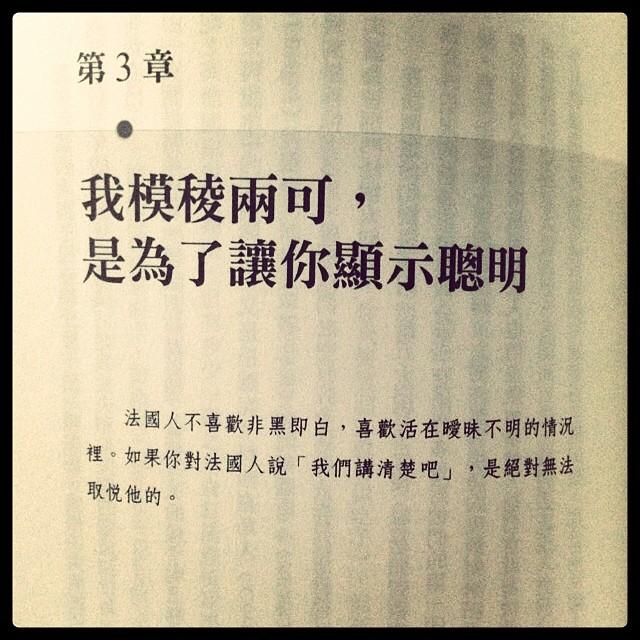 第3章
我模稜兩可，
是為了讓你顯示聰明
法國人不喜歡非黑即白，喜歡活在曖昧不明的情況
裡。如果你對法國人說「我們講清楚吧」，是絕對無法
取悅他的。